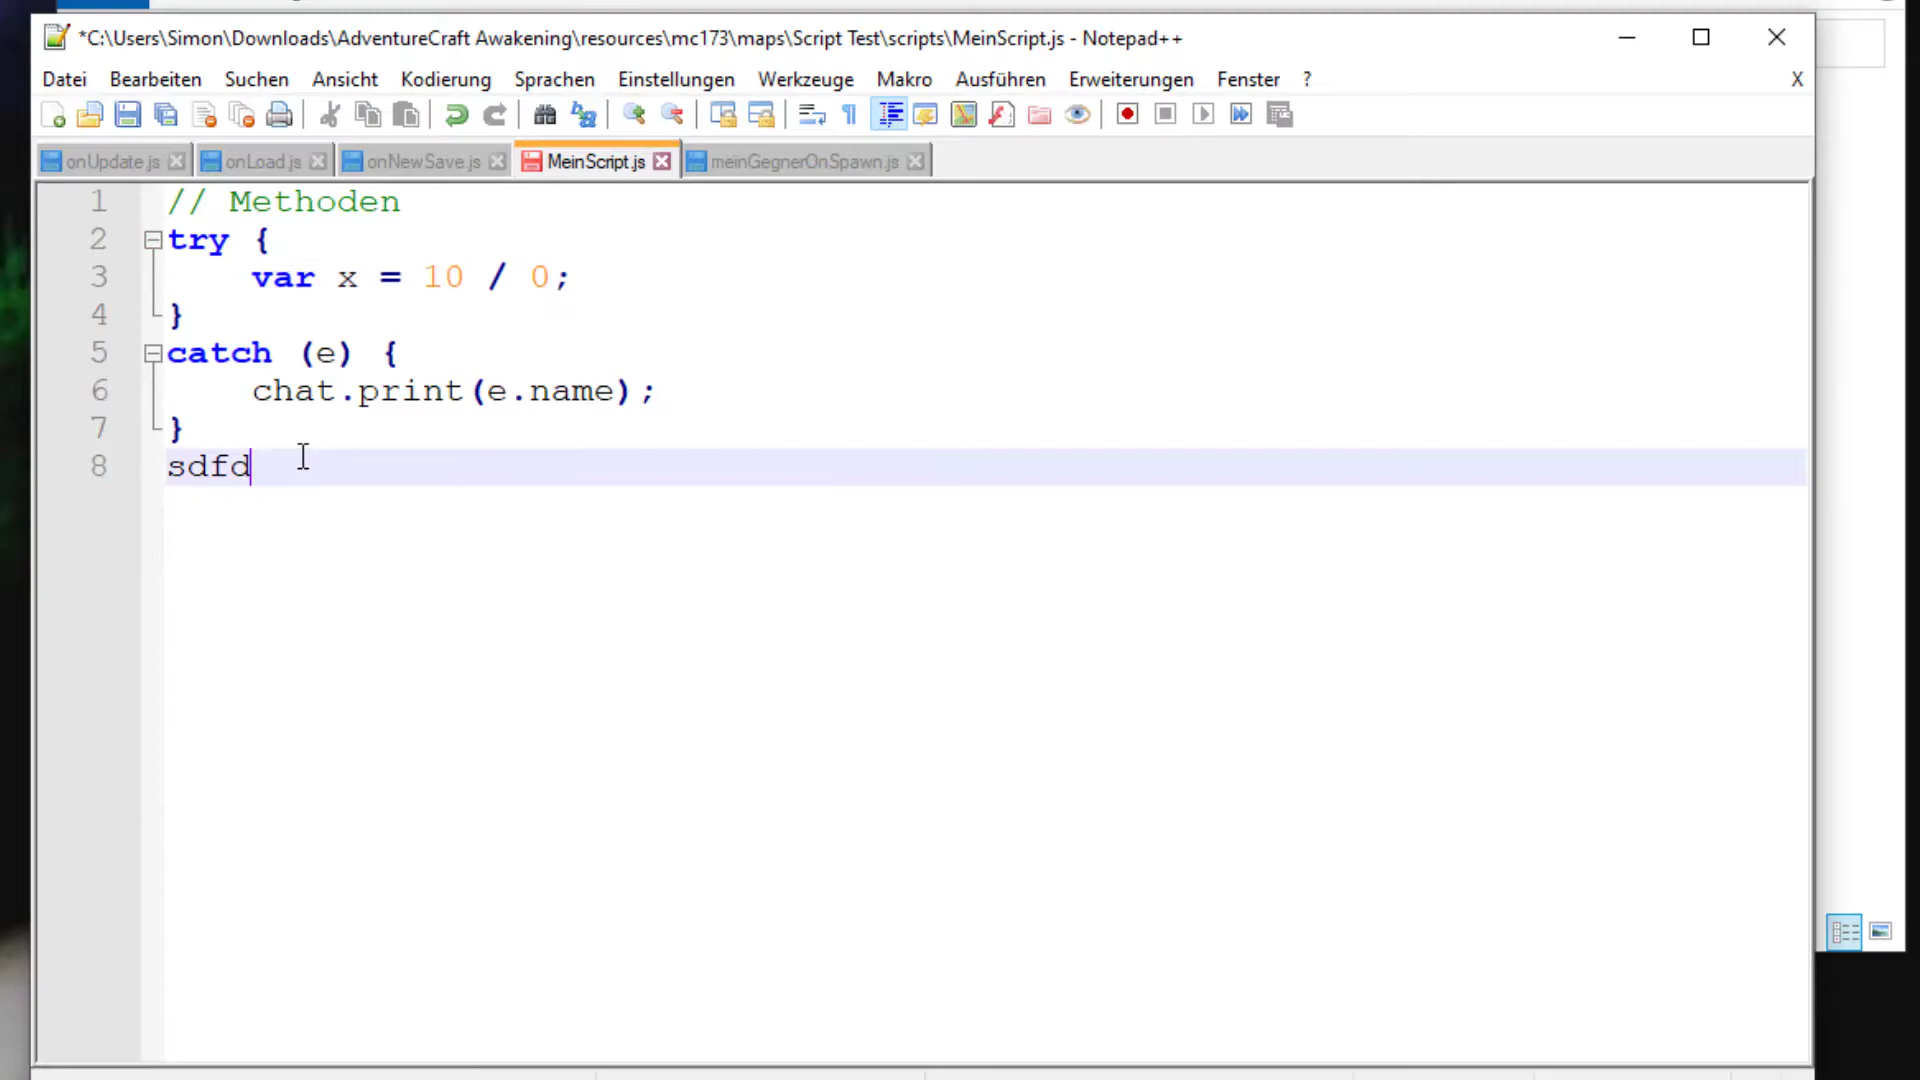 *C:\Users\Simon\Downloads\AdventureCraft Awakening\resources\mc173\maps\Script Test\scripts\MeinScript.js - Notepad++
Datei Bearbeiten Suchen Ansicht Kodierung Sprachen Einstellungen Werkzeuge Makro Ausführen Erweiterungen Fenster ? X
onUpdate.js onLoad.js onNewSave.js MeinScript.js meinGegnerOnSpawn.js
1 // Methoden
2 try {
3 var x = 10 / 0;
4 }
5 catch (e) {
6 chat.print(e.name);
7 }
8 sdfd